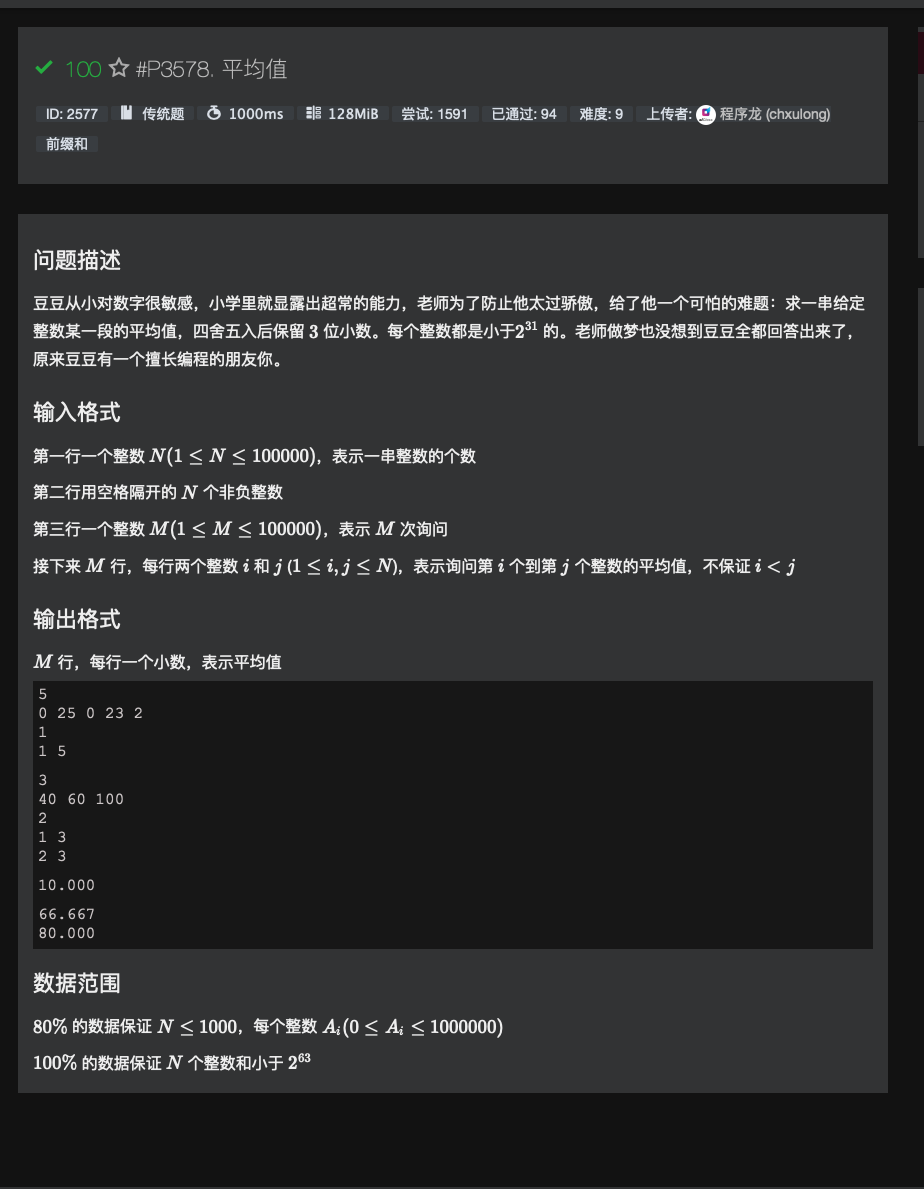 100 #P3578. 平均值
ID: 2577 传统题 1000ms 128MiB 尝试: 1591 已通过: 94 难度: 9 上传者: 程序龙 (chxulong)
前缀和
问题描述
豆豆从小对数字很敏感，小学里就显露出超常的能力，老师为了防止他太过骄傲，给了他一个可怕的难题：求一串给定
整数某一段的平均值，四舍五入后保留 3 位小数。每个整数都是小于2³¹ 的。老师做梦也没想到豆豆全都回答出来了，
原来豆豆有一个擅长编程的朋友你。
输入格式
第一行一个整数 N(1 ≤ N ≤ 100000)，表示一串整数的个数
第二行用空格隔开的 N 个非负整数
第三行一个整数 M(1 ≤ M ≤ 100000)，表示 M 次询问
接下来 M 行，每行两个整数 i 和 j (1 ≤ i, j ≤ N)，表示询问第 i 个到第 j 个整数的平均值，不保证 i < j
输出格式
M 行，每行一个小数，表示平均值
5
0 25 0 23 2
1
1 5
3
40 60 100
2
1 3
2 3
10.000
66.667
80.000
数据范围
80% 的数据保证 N ≤ 1000，每个整数 Aᵢ(0 ≤ Aᵢ ≤ 1000000)
100% 的数据保证 N 个整数和小于 2⁶³